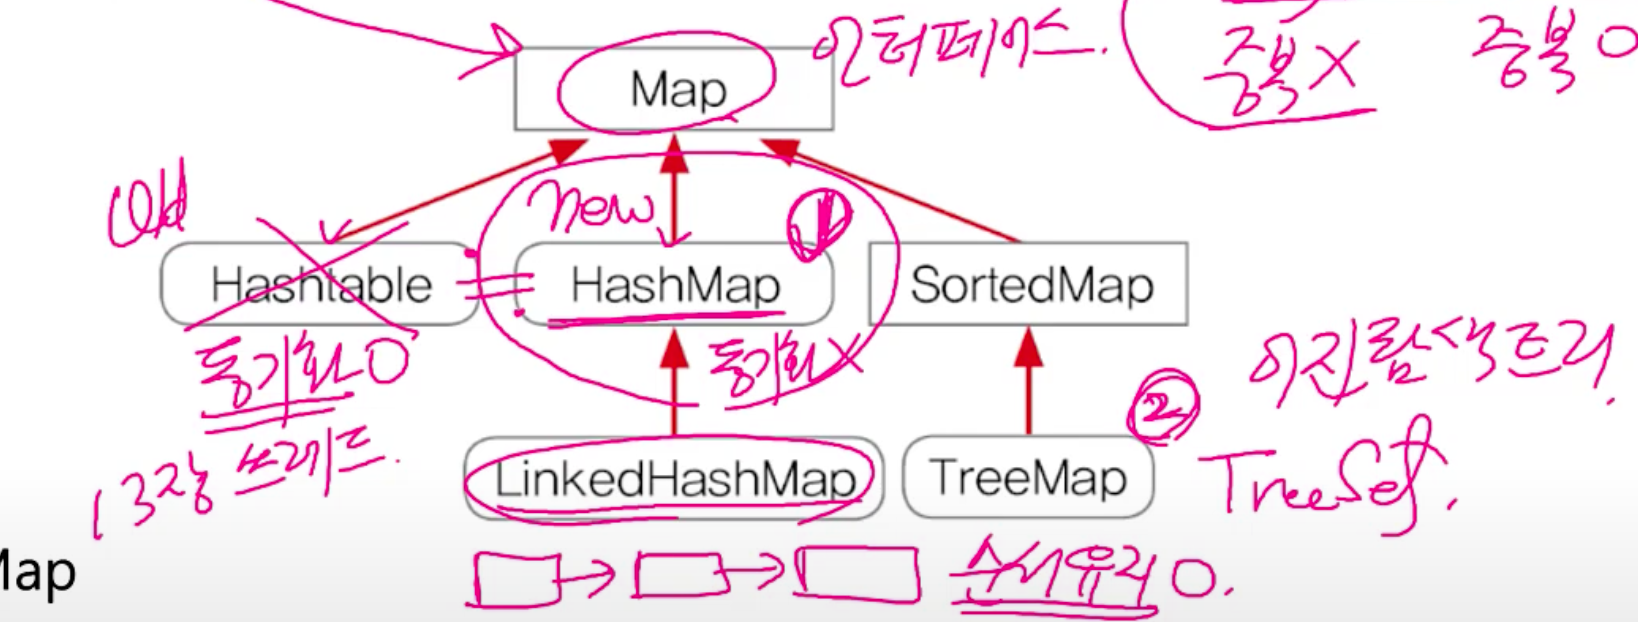 Map
인터페이스.
중복X
중복O
Old
New
1
Hashtable
HashMap
SortedMap
동기화O
동기화X
13장 쓰레드.
2
이진탐색트리.
LinkedHashMap
TreeMap
TreeSet.
순서유지O.
Map